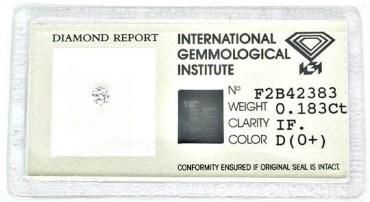 DIAMOND REPORT
INTERNATIONAL
GEMMOLOGICAL
INSTITUTE
IGI
Nº F2B42383
WEIGHT 0.183Ct
CLARITY IF.
COLOR D(0+)
CONFORMITY ENSURED IF ORIGINAL SEAL IS INTACT.